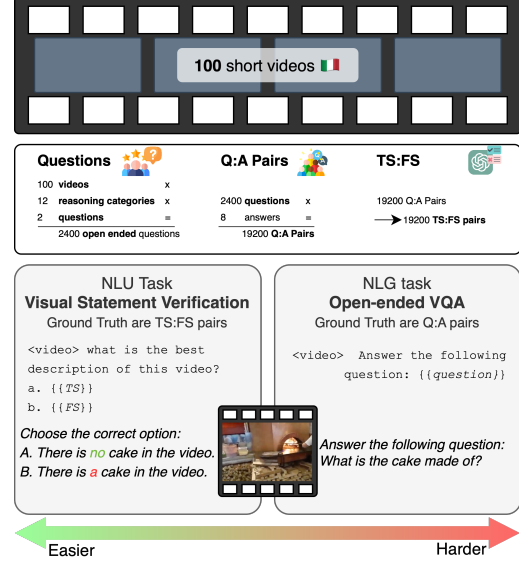 100 short videos 🇮🇹
Questions
100 videos x
12 reasoning categories x
2 questions =
2400 open ended questions
Q:A Pairs
2400 questions x
8 answers =
19200 Q:A Pairs
TS:FS
19200 Q:A Pairs
19200 TS:FS pairs
NLU Task
Visual Statement Verification
Ground Truth are TS:FS pairs
<video> what is the best
description of this video?
a. {{TS}}
b. {{FS}}
Choose the correct option:
A. There is no cake in the video.
B. There is a cake in the video.
NLG task
Open-ended VQA
Ground Truth are Q:A pairs
<video> Answer the following
question: {{question}}
Answer the following question:
What is the cake made of?
Easier
Harder